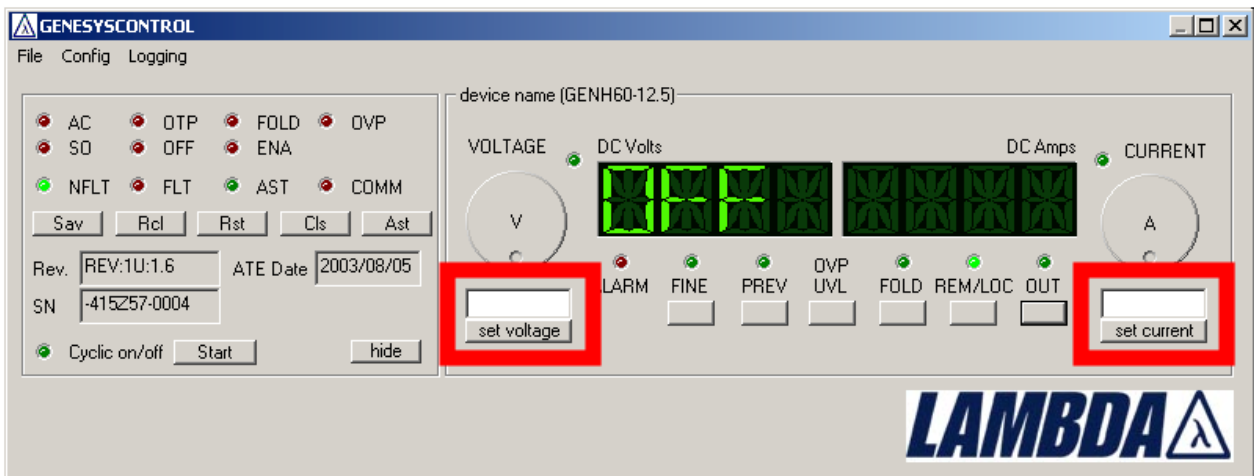 GENESYSCONTROL
File Config Logging
AC OTP FOLD OVP
SO OFF ENA
NFLT FLT AST COMM
Sav Rcl Rst Cls Ast
Rev. REV:1U:1.6 ATE Date 2003/08/05
SN -415Z57-0004
Cyclic on/off Start hide
device name (GENH60-12.5)
VOLTAGE DC Volts DC Amps CURRENT
V OFF A
LARM FINE PREV OVP UVL FOLD REM/LOC OUT
set voltage set current
LAMBDA λ